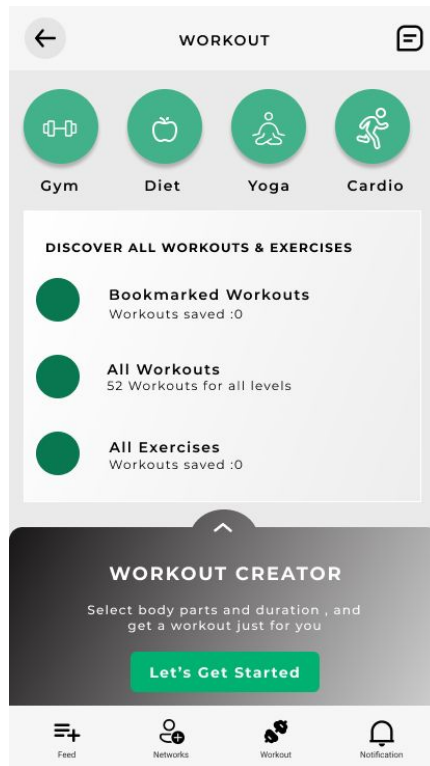 WORKOUT
Gym Diet Yoga Cardio
DISCOVER ALL WORKOUTS & EXERCISES
Bookmarked Workouts
Workouts saved :0
All Workouts
52 Workouts for all levels
All Exercises
Workouts saved :0
WORKOUT CREATOR
Select body parts and duration , and
get a workout just for you
Let's Get Started
Feed Networks Workout Notification